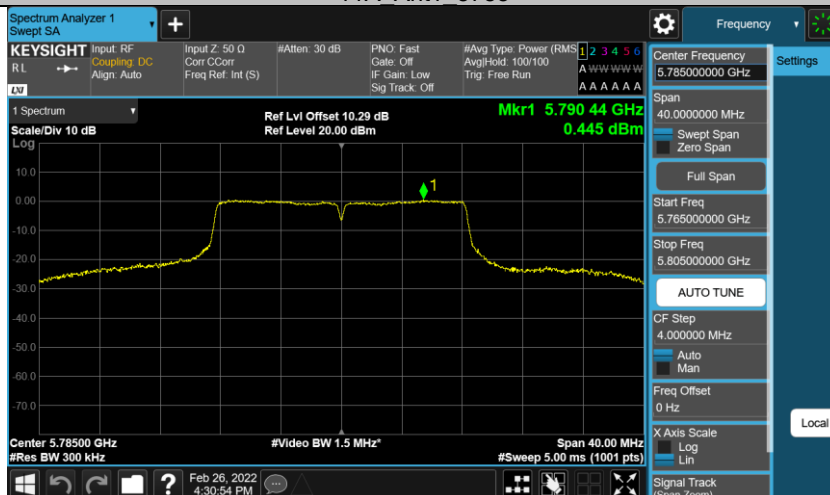 Spectrum Analyzer 1
Swept SA
+
Frequency
KEYSIGHT
RL
LXI
Input: RF
Coupling: DC
Align: Auto
Input Z: 50 Ω
Corr CCorr
Freq Ref: Int (S)
#Atten: 30 dB
PNO: Fast
Gate: Off
IF Gain: Low
Sig Track: Off
#Avg Type: Power (RMS
Avg|Hold: 100/100
Trig: Free Run
1 2 3 4 5 6
A W W W W W
A A A A A A
Center Frequency
5.785000000 GHz
Settings
Span
40.0000000 MHz
Swept Span
Zero Span
Full Span
Start Freq
5.765000000 GHz
Stop Freq
5.805000000 GHz
AUTO TUNE
CF Step
4.000000 MHz
Auto
Man
Freq Offset
0 Hz
X Axis Scale
Log
Lin
Local
Signal Track
(Span Zoom)
1 Spectrum
Scale/Div 10 dB
Log
Ref Lvl Offset 10.29 dB
Ref Level 20.00 dBm
Mkr1 5.790 44 GHz
0.445 dBm
1
10.0
0.00
-10.0
-20.0
-30.0
-40.0
-50.0
-60.0
-70.0
Center 5.78500 GHz
#Res BW 300 kHz
#Video BW 1.5 MHz*
Span 40.00 MHz
#Sweep 5.00 ms (1001 pts)
?
Feb 26, 2022
4:30:54 PM